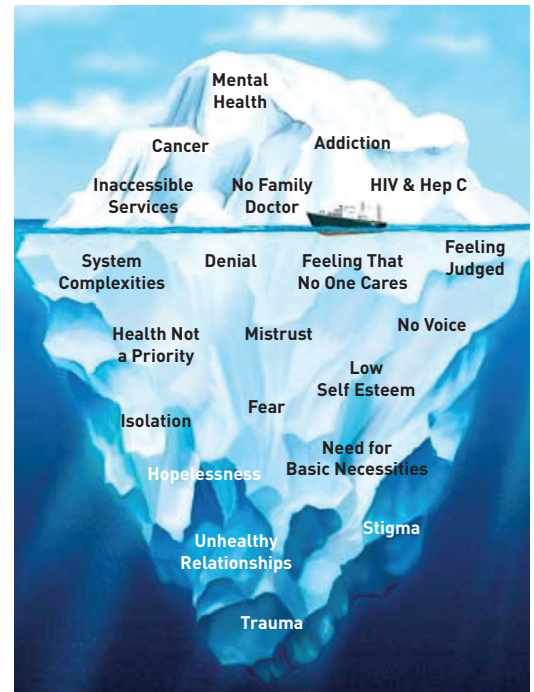 Mental
Health
Cancer
Addiction
Inaccessible
Services
No Family
Doctor
HIV & Hep C
System
Complexities
Denial
Feeling That
No One Cares
Feeling
Judged
Health Not
a Priority
Mistrust
No Voice
Low
Self Esteem
Isolation
Fear
Need for
Basic Necessities
Hopelessness
Unhealthy
Relationships
Stigma
Trauma